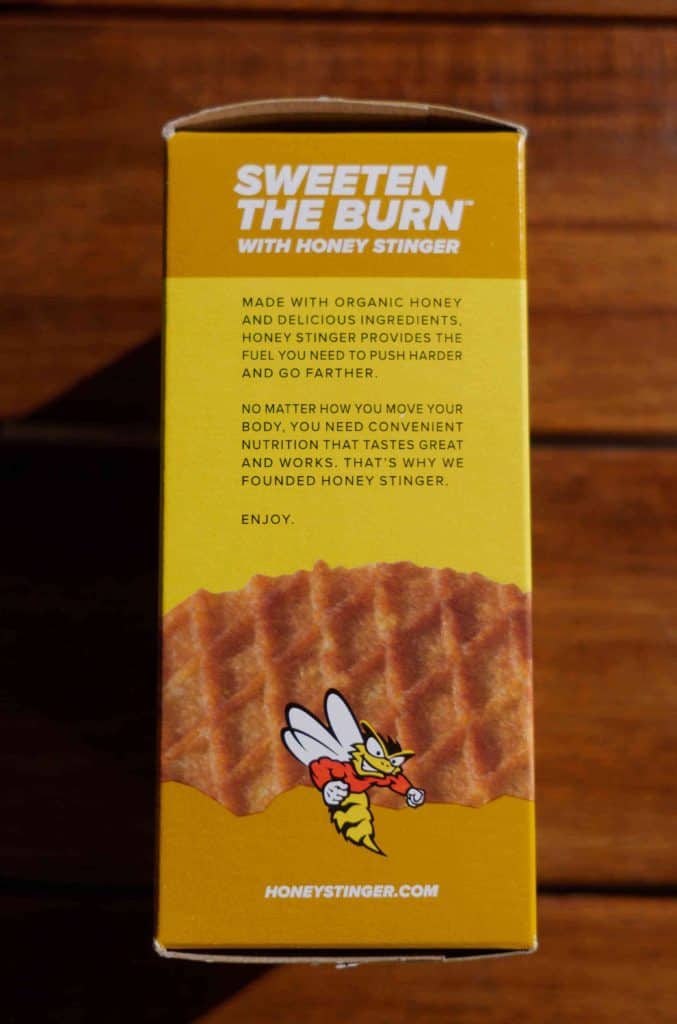 SWEETEN
THE BURN™
WITH HONEY STINGER
MADE WITH ORGANIC HONEY
AND DELICIOUS INGREDIENTS,
HONEY STINGER PROVIDES THE
FUEL YOU NEED TO PUSH HARDER
AND GO FARTHER.
NO MATTER HOW YOU MOVE YOUR
BODY, YOU NEED CONVENIENT
NUTRITION THAT TASTES GREAT
AND WORKS. THAT'S WHY WE
FOUNDED HONEY STINGER.
ENJOY.
HONEYSTINGER.COM